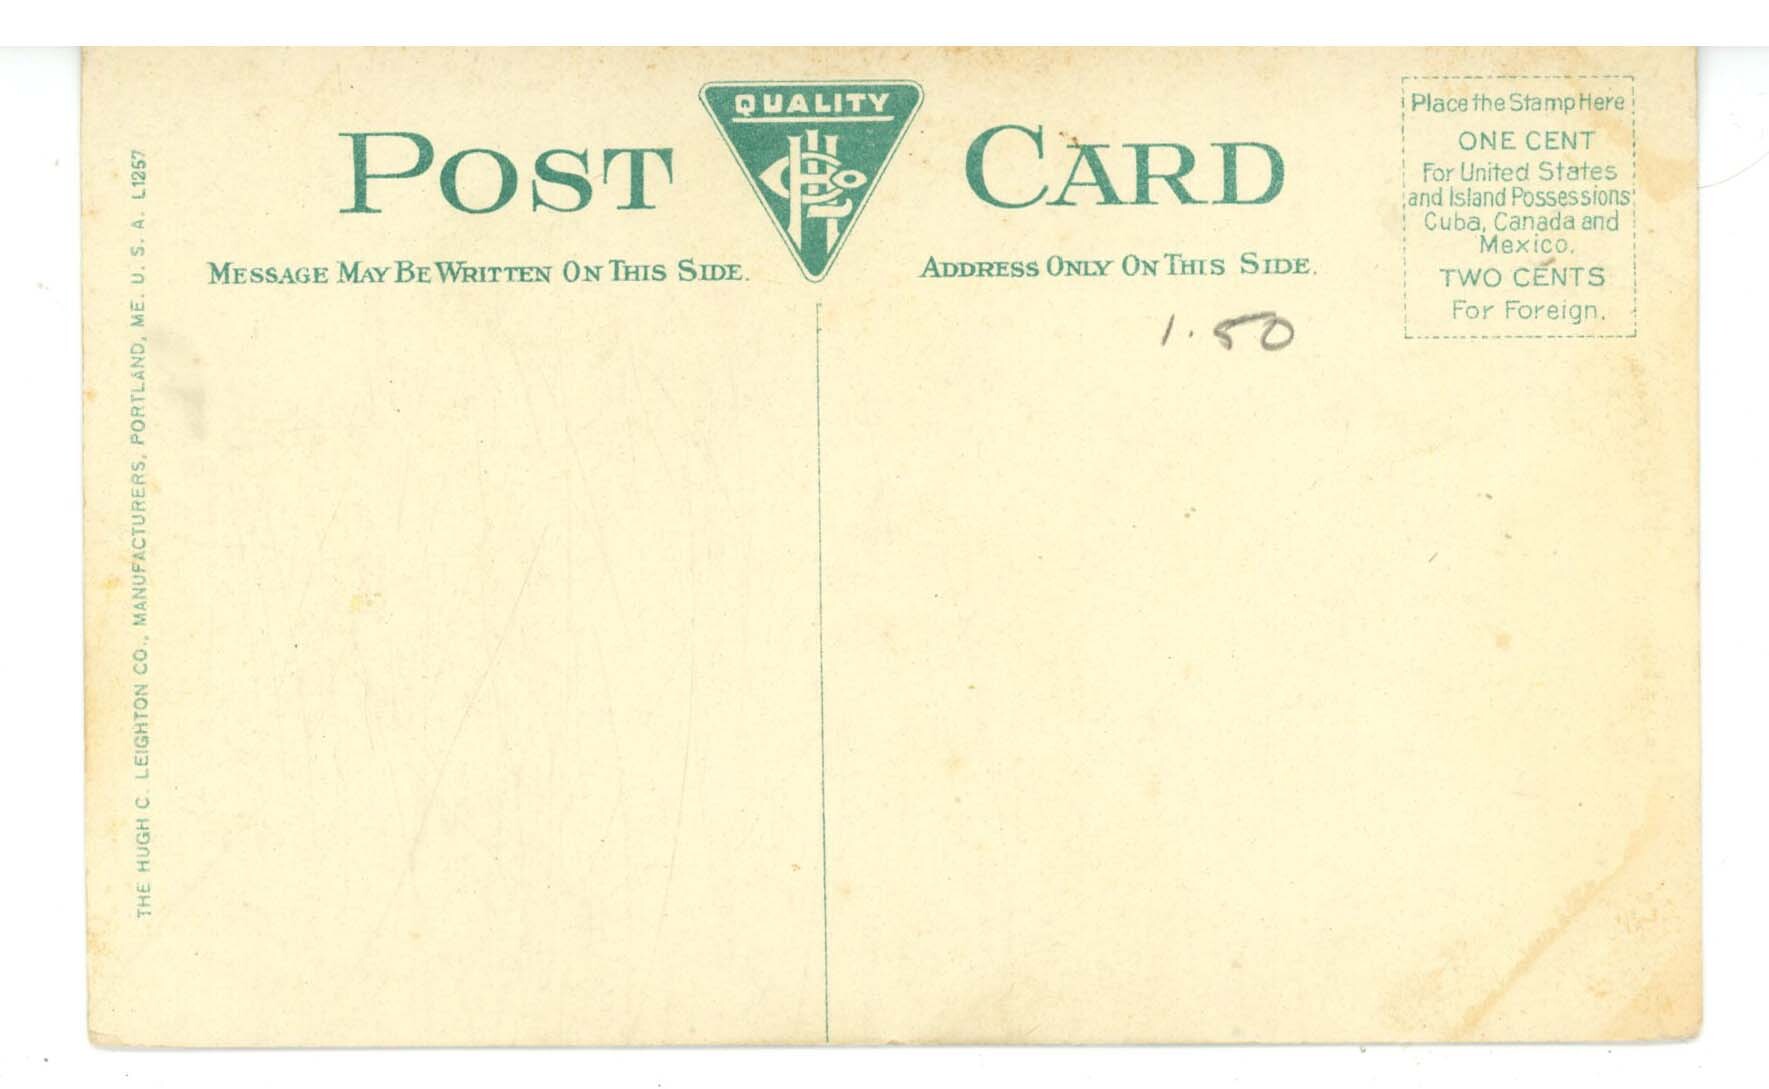 QUALITY
POST CARD
MESSAGE MAY BE WRITTEN ON THIS SIDE.
ADDRESS ONLY ON THIS SIDE.
Place the Stamp Here
ONE CENT
For United States
and Island Possessions
Cuba, Canada and
Mexico.
TWO CENTS
For Foreign.
1.50
THE HUGH C. LEIGHTON CO., MANUFACTURERS, PORTLAND, ME. U. S. A. L1257